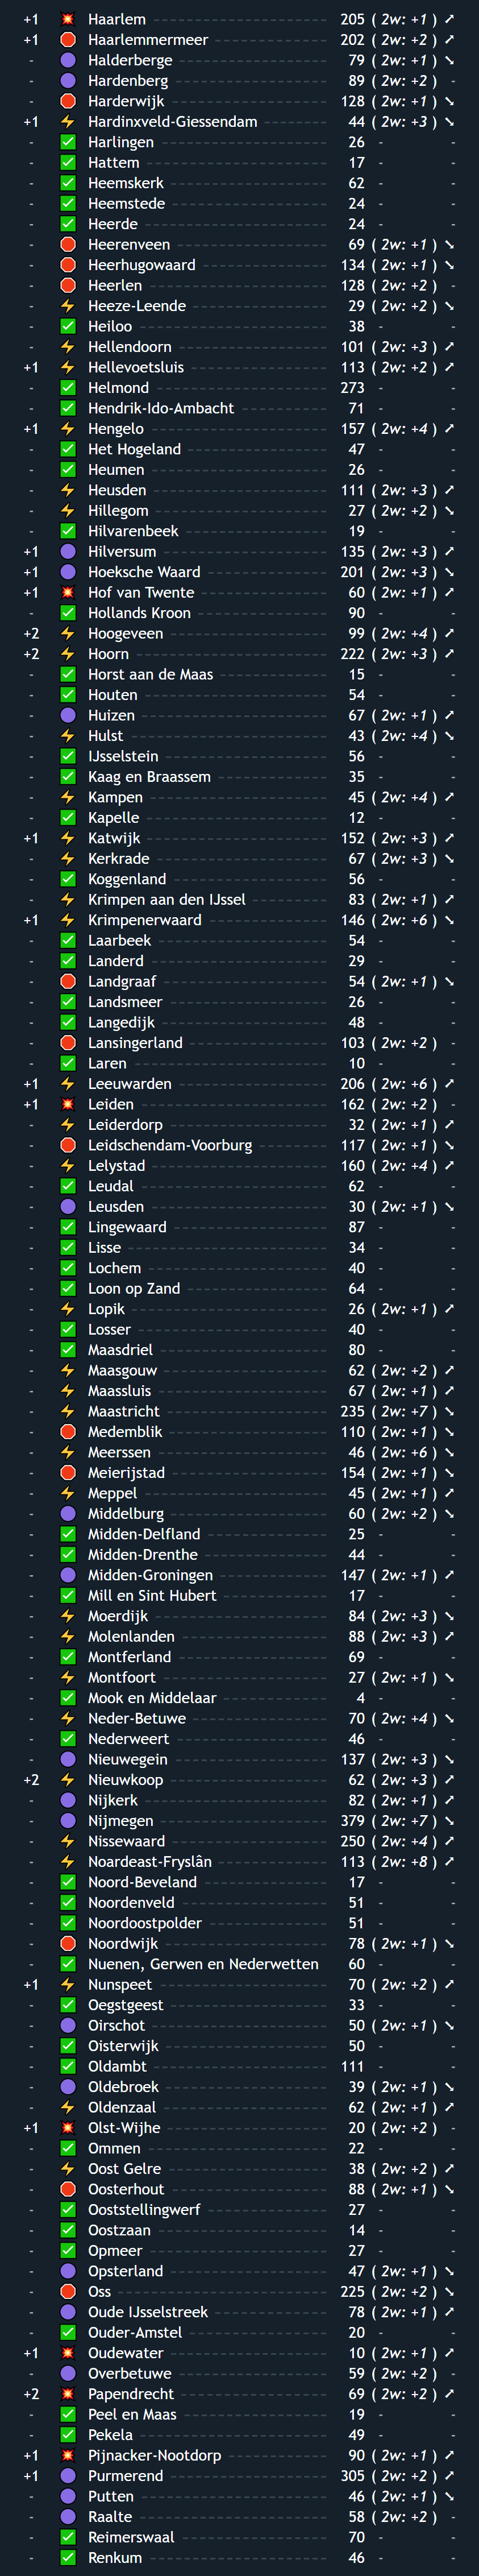 +1 Haarlem 205 ( 2w: +1 ) ↗
+1 Haarlemmermeer 202 ( 2w: +2 ) ↗
- Halderberge 79 ( 2w: +1 ) ↘
- Hardenberg 89 ( 2w: +2 ) -
- Harderwijk 128 ( 2w: +1 ) ↘
+1 Hardinxveld-Giessendam 44 ( 2w: +3 ) ↘
- Harlingen 26 - -
- Hattem 17 - -
- Heemskerk 62 - -
- Heemstede 24 - -
- Heerde 24 - -
- Heerenveen 69 ( 2w: +1 ) ↘
- Heerhugowaard 134 ( 2w: +1 ) ↘
- Heerlen 128 ( 2w: +2 ) -
- Heeze-Leende 29 ( 2w: +2 ) ↘
- Heiloo 38 - -
- Hellendoorn 101 ( 2w: +3 ) ↗
+1 Hellevoetsluis 113 ( 2w: +2 ) ↗
- Helmond 273 - -
- Hendrik-Ido-Ambacht 71 - -
+1 Hengelo 157 ( 2w: +4 ) ↗
- Het Hogeland 47 - -
- Heumen 26 - -
- Heusden 111 ( 2w: +3 ) ↗
- Hillegom 27 ( 2w: +2 ) ↘
- Hilvarenbeek 19 - -
+1 Hilversum 135 ( 2w: +3 ) ↗
+1 Hoeksche Waard 201 ( 2w: +3 ) ↘
+1 Hof van Twente 60 ( 2w: +1 ) ↗
- Hollands Kroon 90 - -
+2 Hoogeveen 99 ( 2w: +4 ) ↗
+2 Hoorn 222 ( 2w: +3 ) ↗
- Horst aan de Maas 15 - -
- Houten 54 - -
- Huizen 67 ( 2w: +1 ) ↗
- Hulst 43 ( 2w: +4 ) ↘
- IJsselstein 56 - -
- Kaag en Braassem 35 - -
- Kampen 45 ( 2w: +4 ) ↗
- Kapelle 12 - -
+1 Katwijk 152 ( 2w: +3 ) ↗
- Kerkrade 67 ( 2w: +3 ) ↘
- Koggenland 56 - -
- Krimpen aan den IJssel 83 ( 2w: +1 ) ↗
+1 Krimpenerwaard 146 ( 2w: +6 ) ↘
- Laarbeek 54 - -
- Landerd 29 - -
- Landgraaf 54 ( 2w: +1 ) ↘
- Landsmeer 26 - -
- Langedijk 48 - -
- Lansingerland 103 ( 2w: +2 ) -
- Laren 10 - -
+1 Leeuwarden 206 ( 2w: +6 ) ↗
+1 Leiden 162 ( 2w: +2 ) -
- Leiderdorp 32 ( 2w: +1 ) ↗
- Leidschendam-Voorburg 117 ( 2w: +1 ) ↘
- Lelystad 160 ( 2w: +4 ) ↗
- Leudal 62 - -
- Leusden 30 ( 2w: +1 ) ↘
- Lingewaard 87 - -
- Lisse 34 - -
- Lochem 40 - -
- Loon op Zand 64 - -
- Lopik 26 ( 2w: +1 ) ↗
- Losser 40 - -
- Maasdriel 80 - -
- Maasgouw 62 ( 2w: +2 ) ↗
- Maassluis 67 ( 2w: +1 ) ↗
- Maastricht 235 ( 2w: +7 ) ↘
- Medemblik 110 ( 2w: +1 ) ↘
- Meerssen 46 ( 2w: +6 ) ↘
- Meierijstad 154 ( 2w: +1 ) ↘
- Meppel 45 ( 2w: +1 ) ↗
- Middelburg 60 ( 2w: +2 ) ↘
- Midden-Delfland 25 - -
- Midden-Drenthe 44 - -
- Midden-Groningen 147 ( 2w: +1 ) ↗
- Mill en Sint Hubert 17 - -
- Moerdijk 84 ( 2w: +3 ) ↘
- Molenlanden 88 ( 2w: +3 ) ↗
- Montferland 69 - -
- Montfoort 27 ( 2w: +1 ) ↘
- Mook en Middelaar 4 - -
- Neder-Betuwe 70 ( 2w: +4 ) ↘
- Nederweert 46 - -
- Nieuwegein 137 ( 2w: +3 ) ↘
+2 Nieuwkoop 62 ( 2w: +3 ) ↗
- Nijkerk 82 ( 2w: +1 ) ↗
- Nijmegen 379 ( 2w: +7 ) ↘
- Nissewaard 250 ( 2w: +4 ) ↗
- Noardeast-Fryslân 113 ( 2w: +8 ) ↗
- Noord-Beveland 17 - -
- Noordenveld 51 - -
- Noordoostpolder 51 - -
- Noordwijk 78 ( 2w: +1 ) ↘
- Nuenen, Gerwen en Nederwetten 60 - -
+1 Nunspeet 70 ( 2w: +2 ) ↗
- Oegstgeest 33 - -
- Oirschot 50 ( 2w: +1 ) ↘
- Oisterwijk 50 - -
- Oldambt 111 - -
- Oldebroek 39 ( 2w: +1 ) ↘
- Oldenzaal 62 ( 2w: +1 ) ↗
+1 Olst-Wijhe 20 ( 2w: +2 ) -
- Ommen 22 - -
- Oost Gelre 38 ( 2w: +2 ) ↗
- Oosterhout 88 ( 2w: +1 ) ↘
- Ooststellingwerf 27 - -
- Oostzaan 14 - -
- Opmeer 27 - -
- Opsterland 47 ( 2w: +1 ) ↘
- Oss 225 ( 2w: +2 ) ↘
- Oude IJsselstreek 78 ( 2w: +1 ) ↗
- Ouder-Amstel 20 - -
+1 Oudewater 10 ( 2w: +1 ) ↗
- Overbetuwe 59 ( 2w: +2 ) -
+2 Papendrecht 69 ( 2w: +2 ) ↗
- Peel en Maas 19 - -
- Pekela 49 - -
+1 Pijnacker-Nootdorp 90 ( 2w: +1 ) ↗
+1 Purmerend 305 ( 2w: +2 ) ↗
- Putten 46 ( 2w: +1 ) ↘
- Raalte 58 ( 2w: +2 ) -
- Reimerswaal 70 - -
- Renkum 46 - -